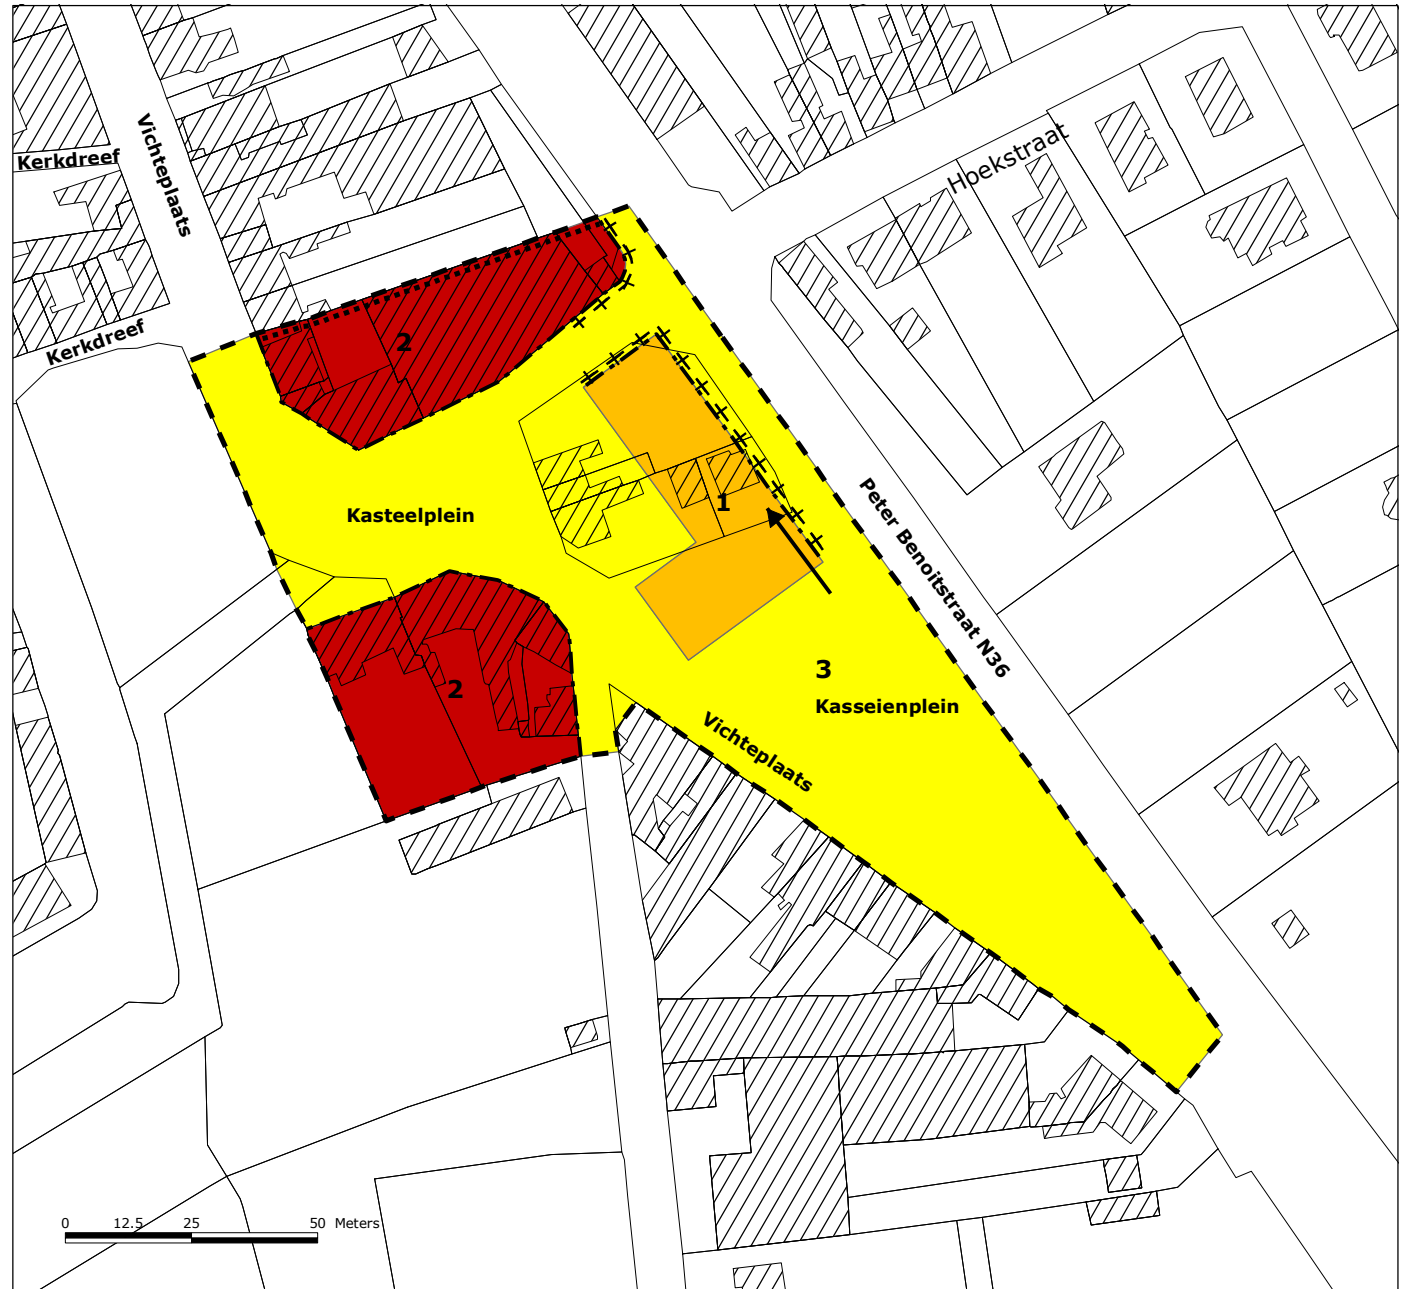 Vichteplaats
Kerkdreef
Hoekstraat
Kerkdreef
2
Kasteelplein
1
Peter Benoitstraat N36
3
2
Kasseienplein
Vichteplaats
0 12.5 25 50 Meters